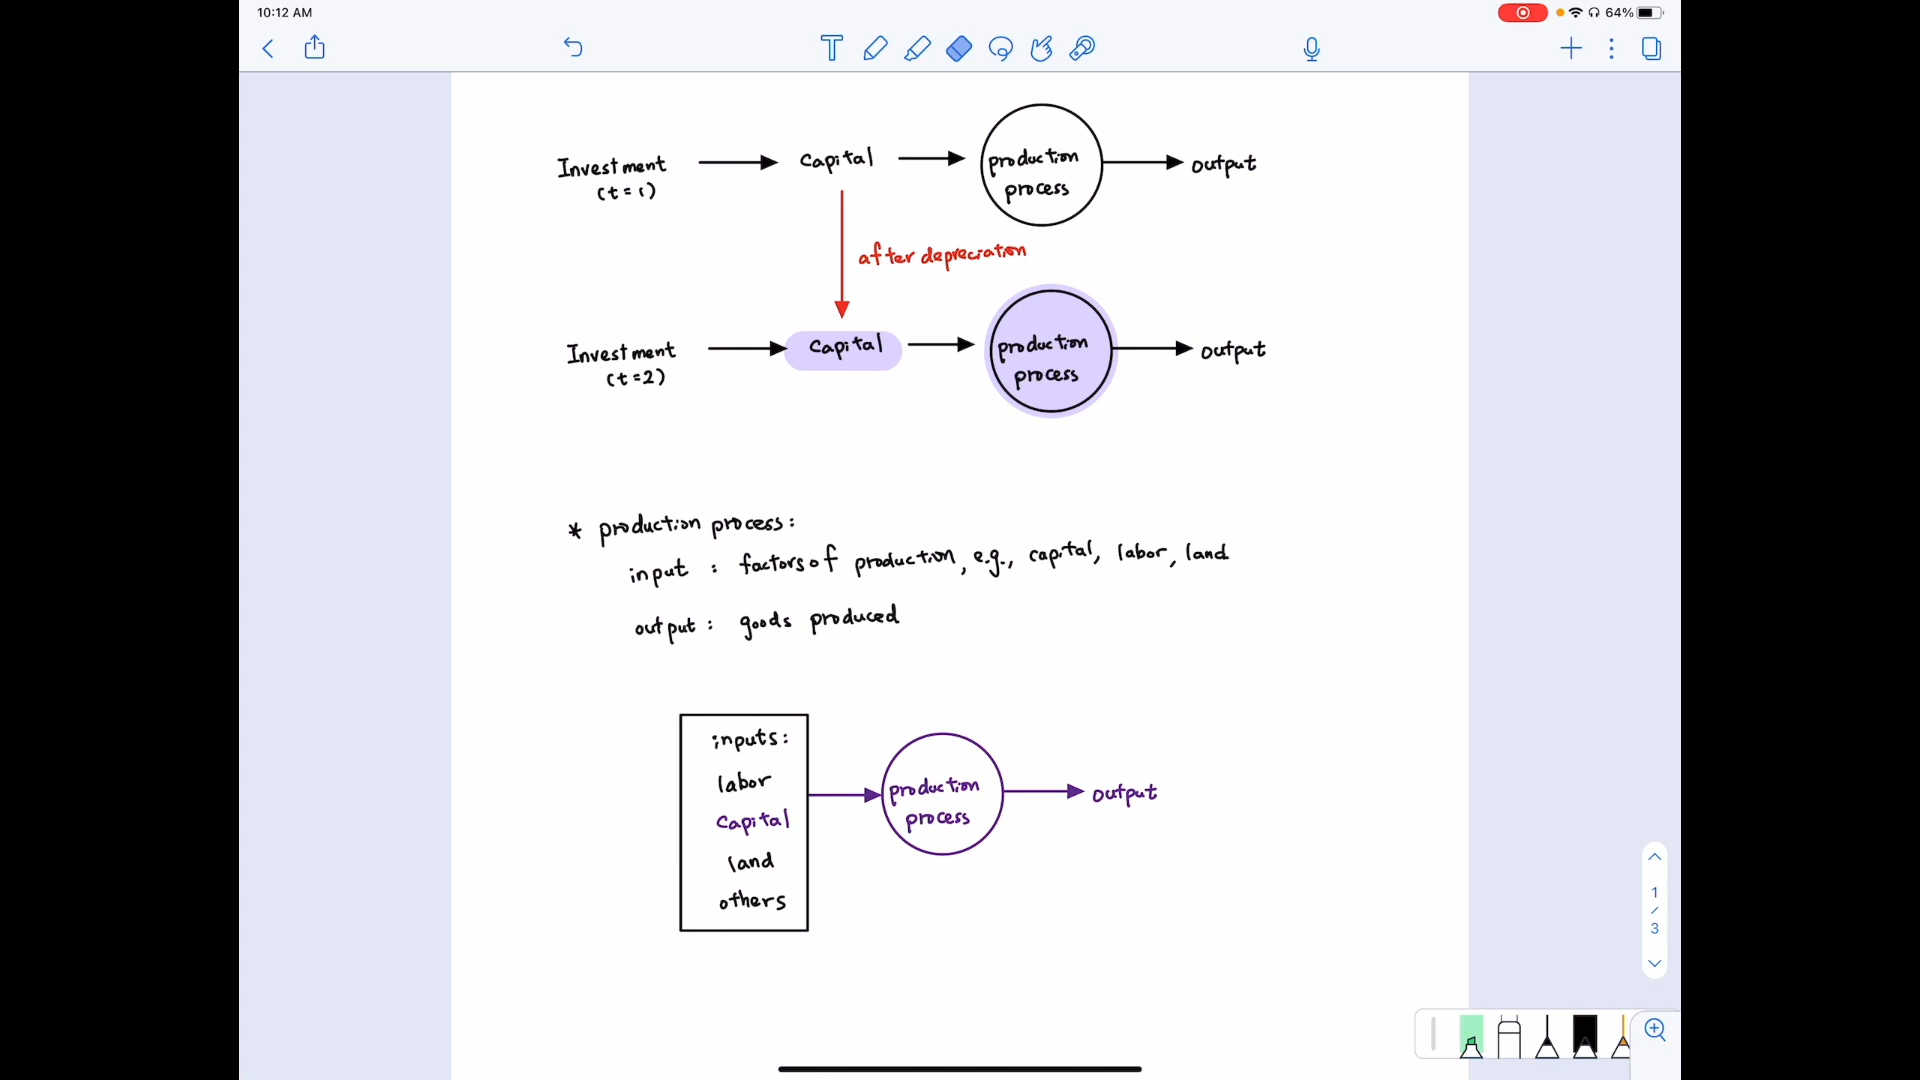 10:12 AM
64%
Investment
(t=1)
capital
production
process
output
after depreciation
Investment
(t=2)
capital
production
process
output
* production process:
input : factors of production, e.g., capital, labor, land
output : goods produced
inputs:
labor
capital
land
others
production
process
output
1
/
3